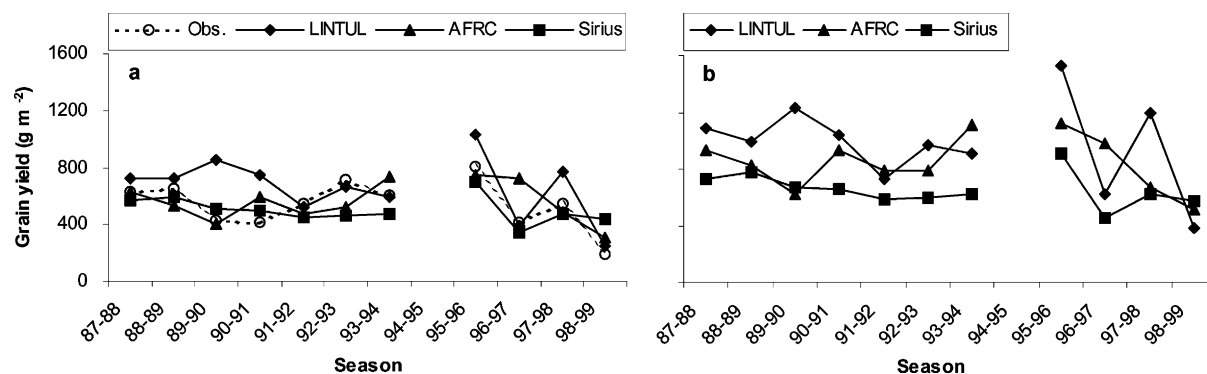 Obs. LINTUL AFRC Sirius
a
Grain yield (g m -2)
1600
1200
800
400
0
87-88 88-89 89-90 90-91 91-92 92-93 93-94 94-95 95-96 96-97 97-98 98-99
Season
LINTUL AFRC Sirius
b
87-88 88-89 89-90 90-91 91-92 92-93 93-94 95-96 96-97 97-98 98-99
Season